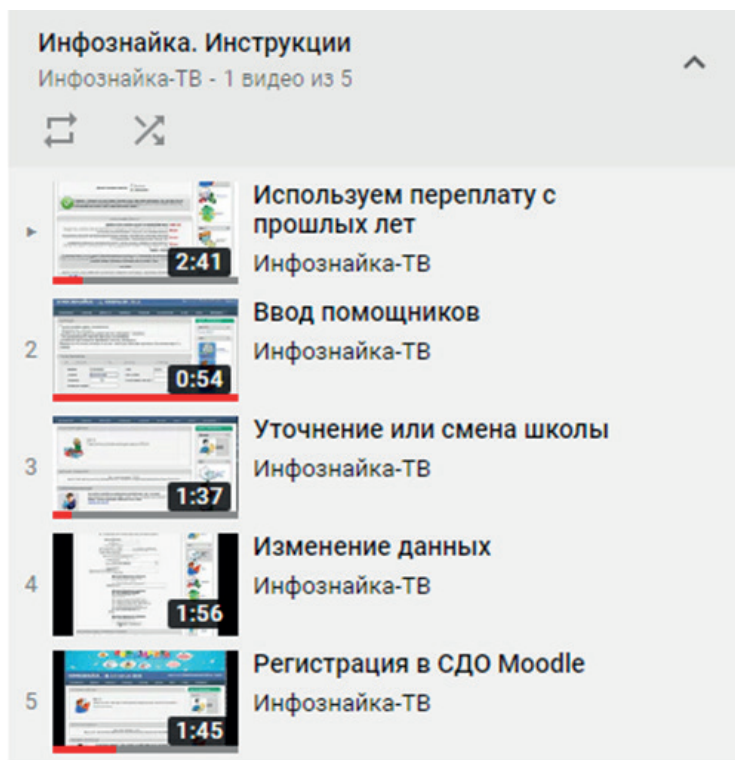 Инфознайка. Инструкции
Инфознайка-ТВ - 1 видео из 5
Используем переплату с
прошлых лет
2:41
Инфознайка-ТВ
2
Ввод помощников
0:54
Инфознайка-ТВ
3
Уточнение или смена школы
1:37
Инфознайка-ТВ
4
Изменение данных
1:56
Инфознайка-ТВ
5
Регистрация в СДО Moodle
1:45
Инфознайка-ТВ